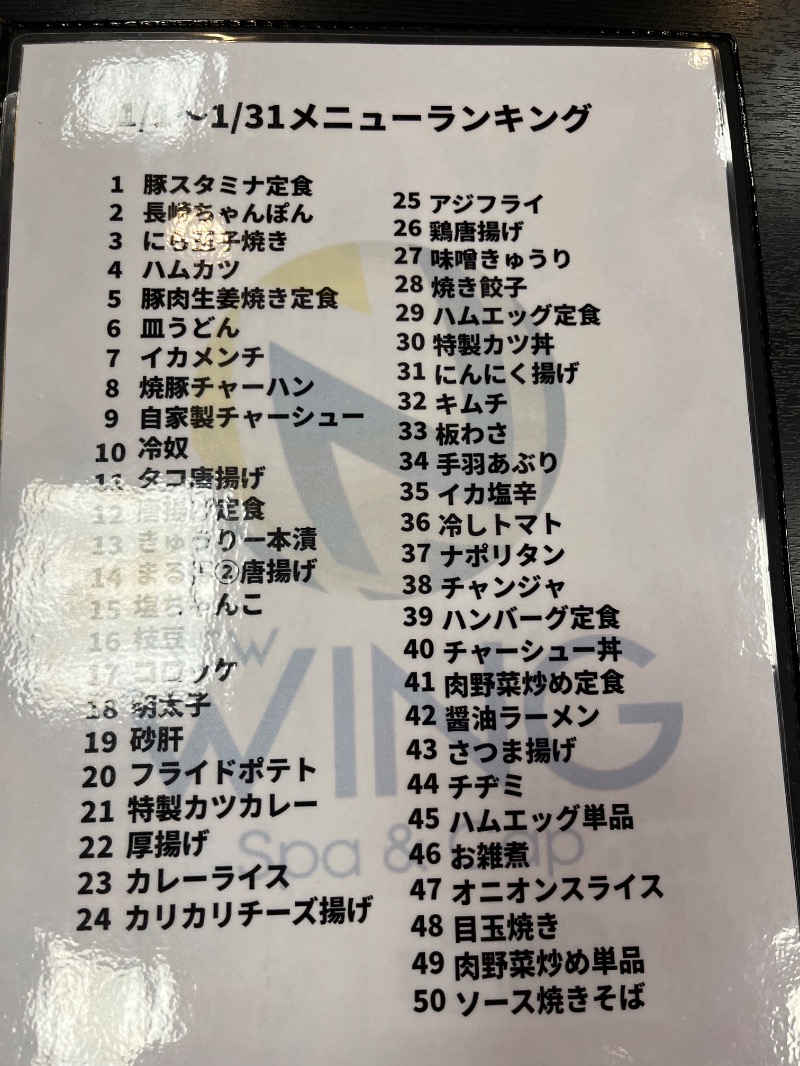 1/1～1/31メニューランキング
1 豚スタミナ定食
2 長崎ちゃんぽん
3 にら玉子焼き
4 ハムカツ
5 豚肉生姜焼き定食
6 皿うどん
7 イカメンチ
8 焼豚チャーハン
9 自家製チャーシュー
10 冷奴
11 タコ唐揚げ
12 唐揚げ定食
13 きゅうり一本漬
14 まる②唐揚げ
15 塩ちゃんこ
16 枝豆
17 コロッケ
18 明太子
19 砂肝
20 フライドポテト
21 特製カツカレー
22 厚揚げ
23 カレーライス
24 カリカリチーズ揚げ
25 アジフライ
26 鶏唐揚げ
27 味噌きゅうり
28 焼き餃子
29 ハムエッグ定食
30 特製カツ丼
31 にんにく揚げ
32 キムチ
33 板わさ
34 手羽あぶり
35 イカ塩辛
36 冷しトマト
37 ナポリタン
38 チャンジャ
39 ハンバーグ定食
40 チャーシュー丼
41 肉野菜炒め定食
42 醤油ラーメン
43 さつま揚げ
44 チヂミ
45 ハムエッグ単品
46 お雑煮
47 オニオンスライス
48 目玉焼き
49 肉野菜炒め単品
50 ソース焼きそば
WING
Spa &